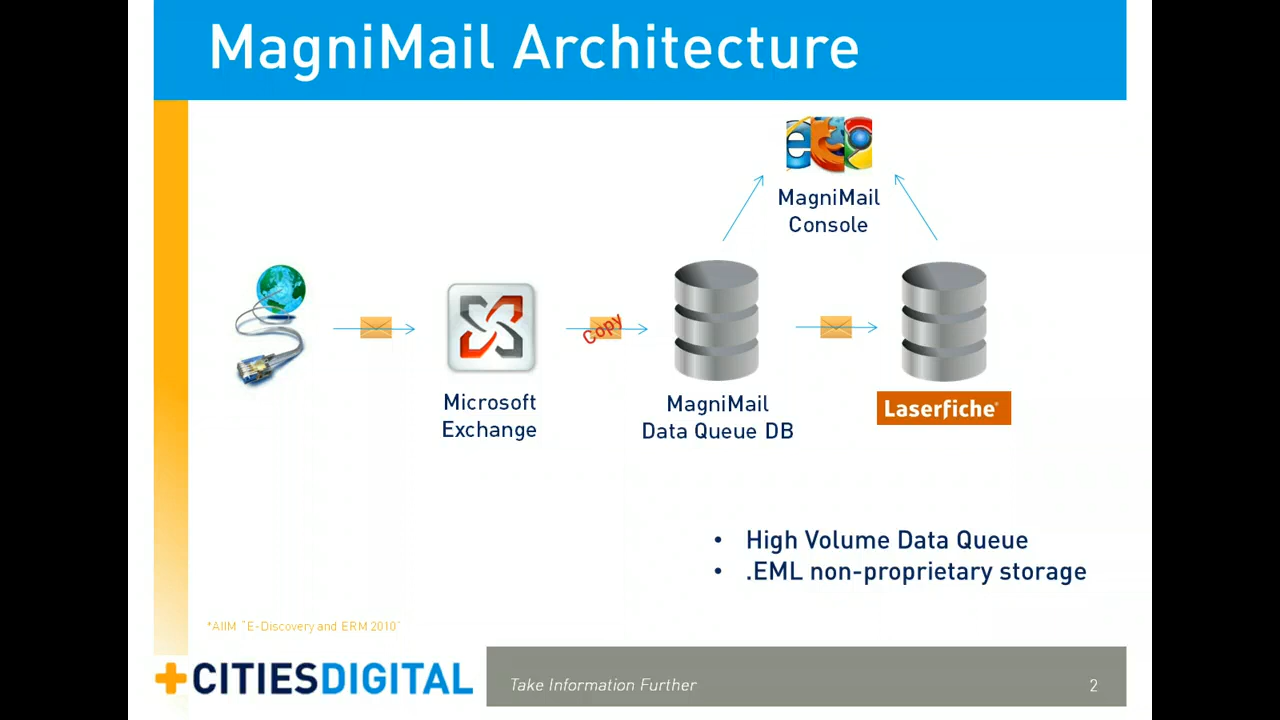 MagniMail Architecture
MagniMail
Console
Copy
Microsoft
Exchange
MagniMail
Data Queue DB
Laserfiche®
• High Volume Data Queue
• .EML non-proprietary storage
*AIIM “E-Discovery and ERM 2010”
CITIESDIGITAL
Take Information Further
2